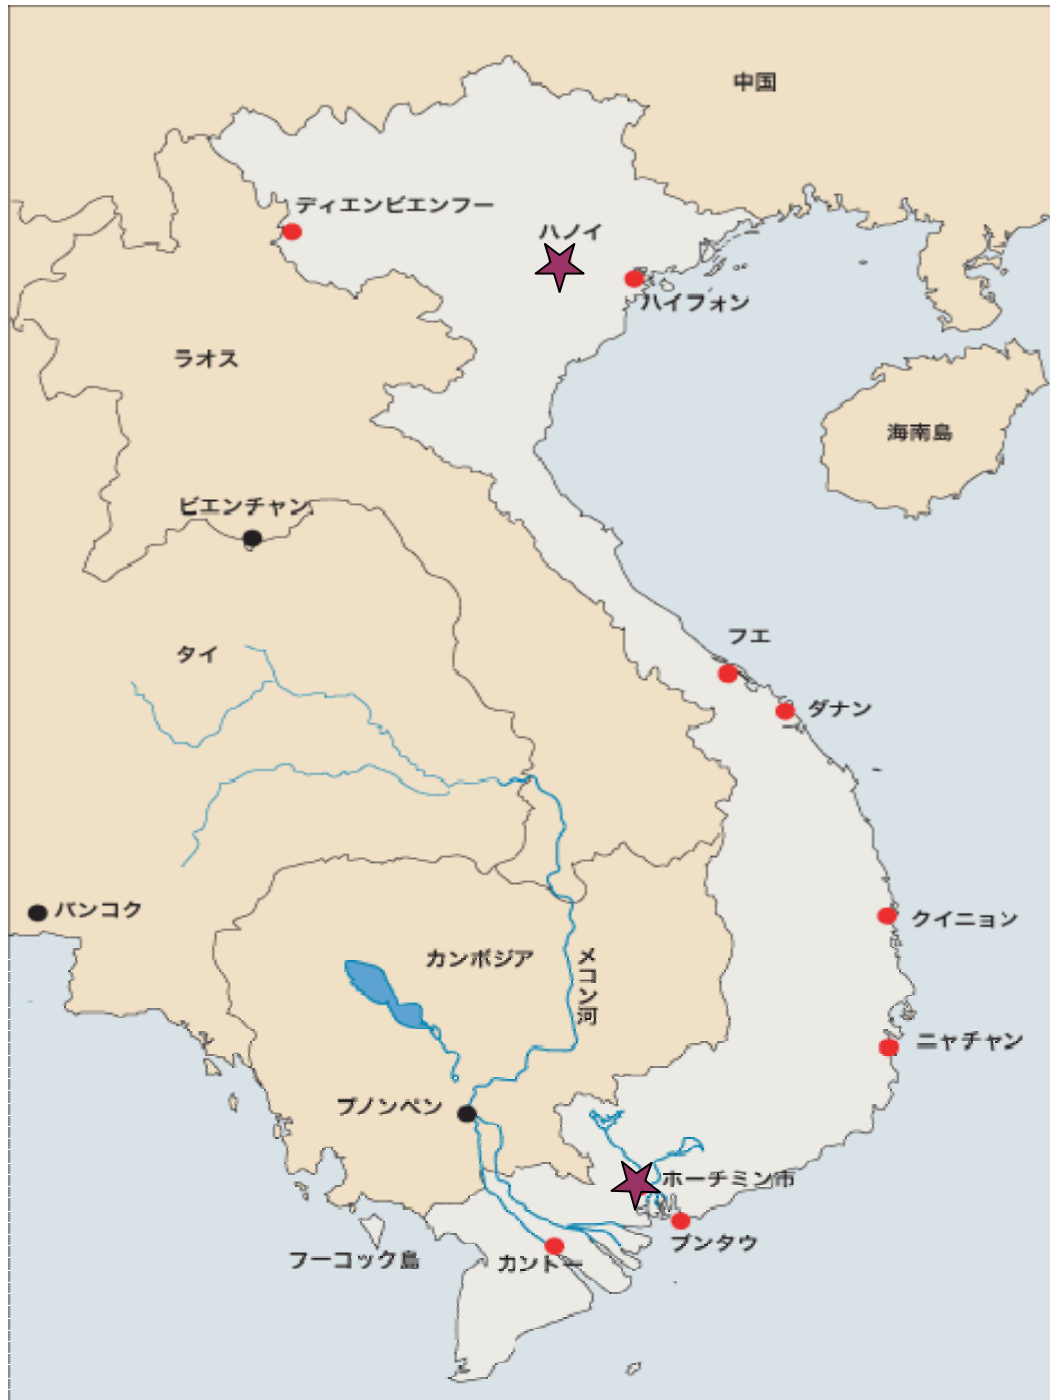 中国
ディエンビエンフー
ハノイ
ハイフォン
ラオス
海南島
ビエンチャン
フエ
タイ
ダナン
バンコク
クイニョン
カンボジア
メコン河
ニャチャン
プノンペン
ホーチミン市
ブンタウ
フーコック島
カントー